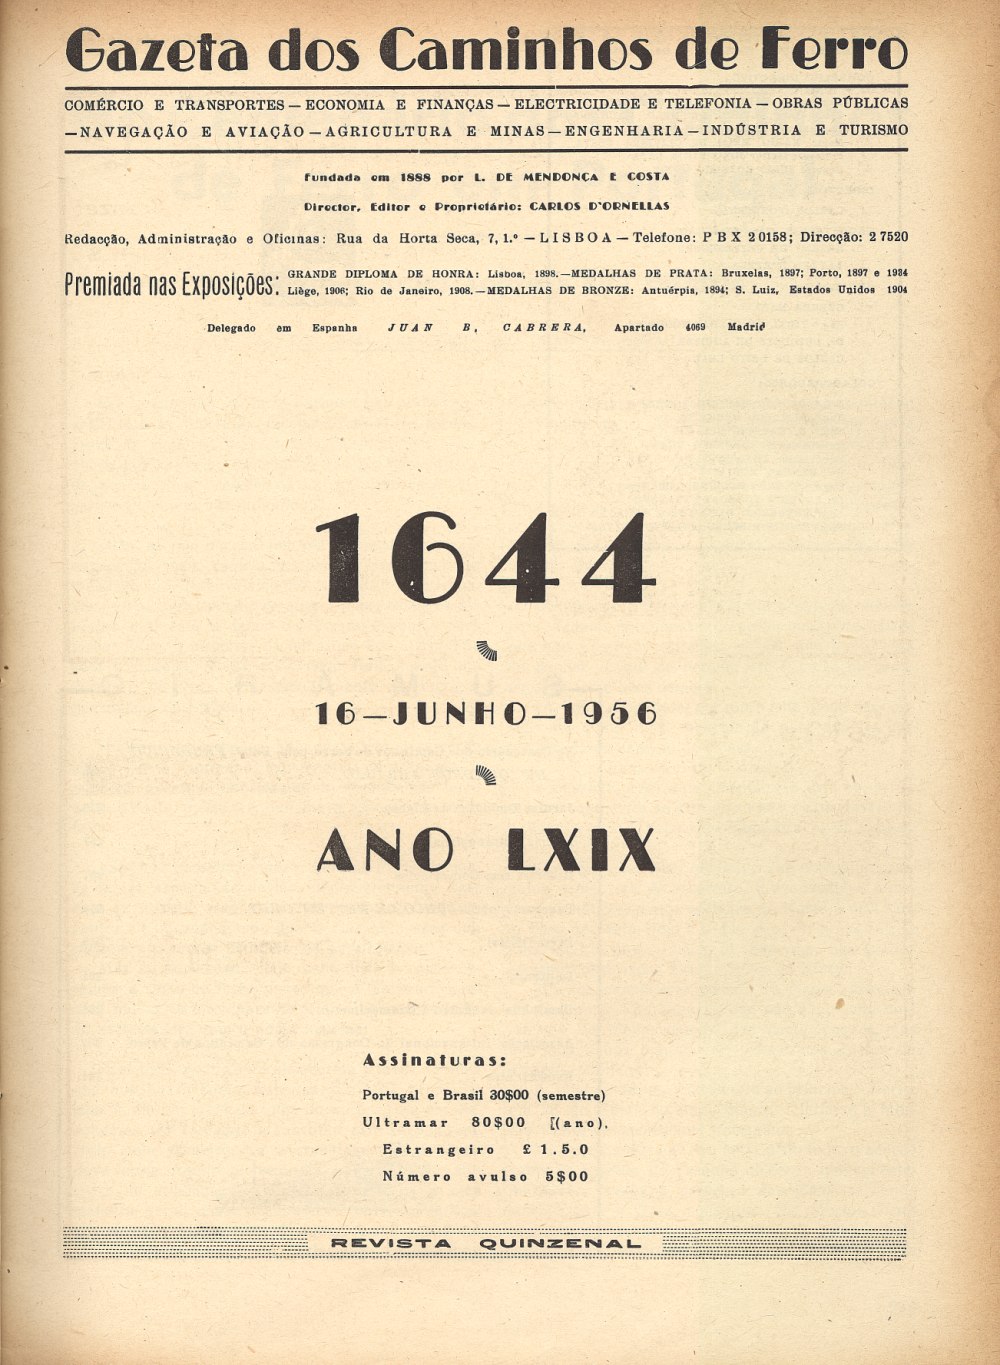 Gazeta dos Caminhos de Ferro
COMÉRCIO E TRANSPORTES — ECONOMIA E FINANÇAS — ELECTRICIDADE E TELEFONIA — OBRAS PÚBLICAS
—NAVEGAÇÃO E AVIAÇÃO — AGRICULTURA E MINAS — ENGENHARIA — INDÚSTRIA E TURISMO
Fundada em 1888 por L. DE MENDONÇA E COSTA
Director, Editor e Proprietário: CARLOS D'ORNELLAS
Redacção, Administração e Oficinas: Rua da Horta Seca, 7, 1.º — LISBOA — Telefone: PBX 20158; Direcção: 27520
Premiada nas Exposições:
GRANDE DIPLOMA DE HONRA: Lisboa, 1898. — MEDALHAS DE PRATA: Bruxelas, 1897; Porto, 1897 e 1934
Liège, 1906; Rio de Janeiro, 1908. — MEDALHAS DE BRONZE: Antuérpia, 1894; S. Luiz, Estados Unidos 1904
Delegado em Espanha JUAN B, CABRERA, Apartado 4069 Madrid
1644
16 — JUNHO — 1956
ANO LXIX
Assinaturas:
Portugal e Brasil 30$00 (semestre)
Ultramar 80$00 [(ano).
Estrangeiro £ 1.5.0
Número avulso 5$00
REVISTA QUINZENAL